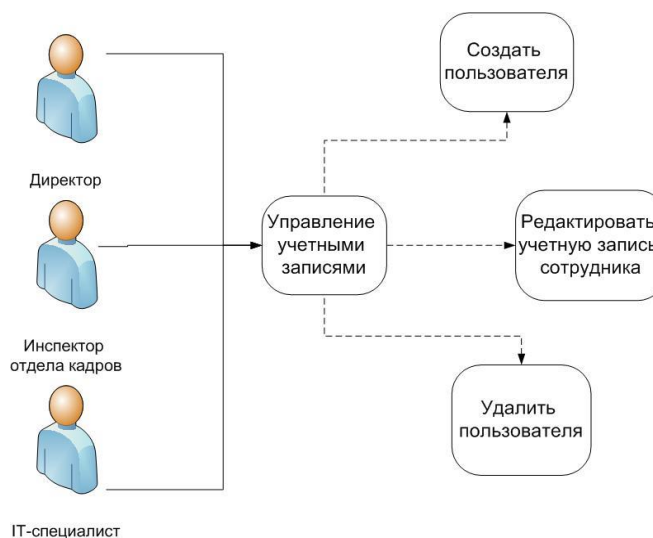 Директор
Инспектор
отдела кадров
IT-специалист
Управление
учетными
записями
Создать
пользователя
Редактировать
учетную запись
сотрудника
Удалить
пользователя